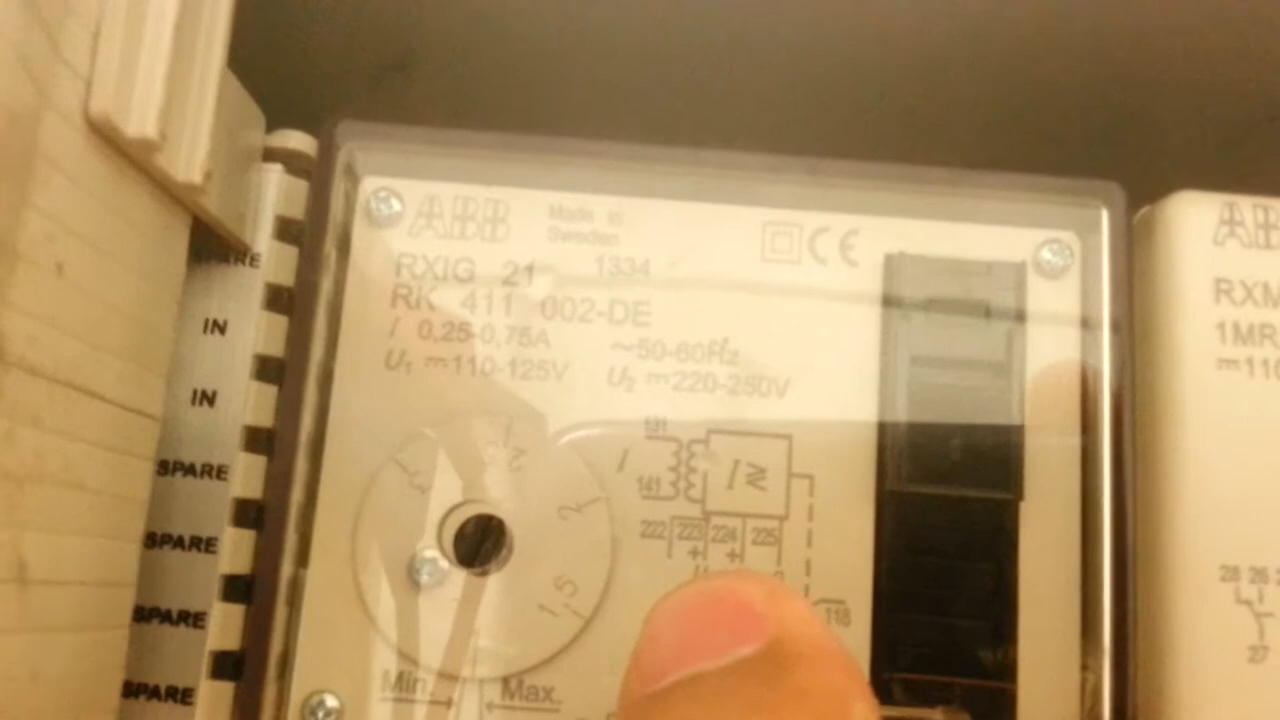 ABB Made in
Sweden
CE
RXIG 21 1334
RK 411 002-DE
I 0,25-0,75A ~50-60Hz
U1 ⎓110-125V U2 ⎓220-250V
131
I
141
I ≥
222 223 224 225
+ +
118
2
1,5
Min. Max.
SPARE
IN
IN
SPARE
SPARE
SPARE
SPARE
AB
RXM
1MR
⎓110
28 26
27